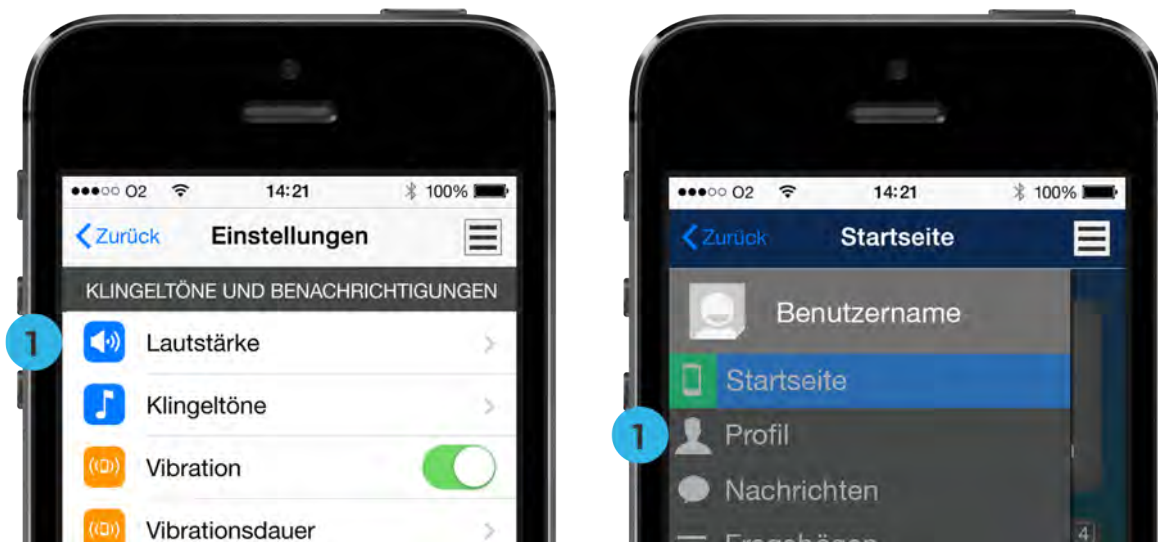 O2 14:21 100%
Zurück Einstellungen
KLINGELTÖNE UND BENACHRICHTIGUNGEN
1 Lautstärke
Klingeltöne
Vibration
Vibrationsdauer
O2 14:21 100%
Zurück Startseite
Benutzername
Startseite
1 Profil
Nachrichten
Fragebögen
4